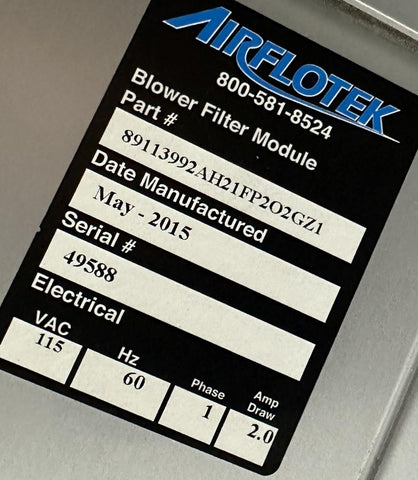 AIRFLOTEK
800-581-8524
Blower Filter Module
Part #
89113992AH21FP2O2GZ1
Date Manufactured
May - 2015
Serial #
49588
Electrical
VAC Hz Phase Amp Draw
115 60 1 2.0